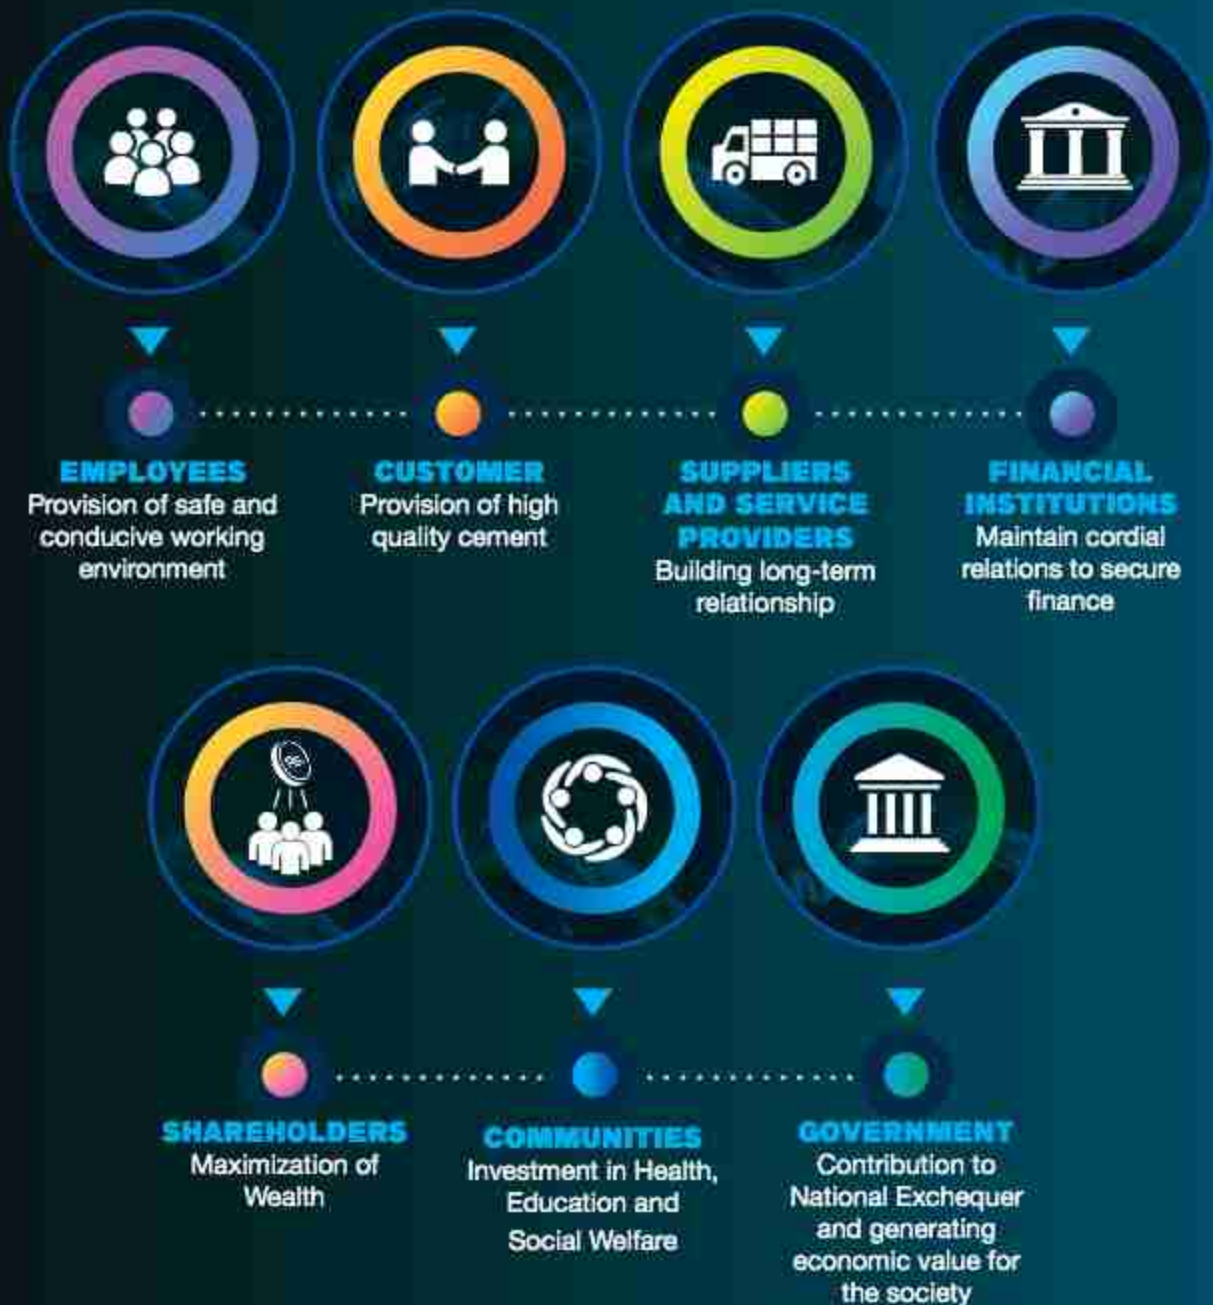 EMPLOYEES
Provision of safe and
conducive working
environment
CUSTOMER
Provision of high
quality cement
SUPPLIERS
AND SERVICE
PROVIDERS
Building long-term
relationship
FINANCIAL
INSTITUTIONS
Maintain cordial
relations to secure
finance
SHAREHOLDERS
Maximization of
Wealth
COMMUNITIES
Investment in Health,
Education and
Social Welfare
GOVERNMENT
Contribution to
National Exchequer
and generating
economic value for
the society